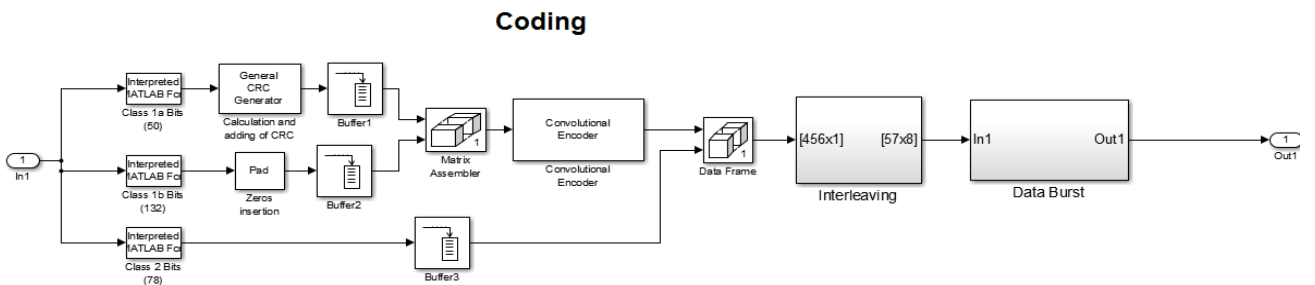 Coding
1
In1
Interpreted
MATLAB Fcn
Class 1a Bits
(50)
General
CRC
Generator
Calculation and
adding of CRC
Buffer1
Interpreted
MATLAB Fcn
Class 1b Bits
(132)
Pad
Zeros
insertion
Buffer2
Interpreted
MATLAB Fcn
Class 2 Bits
(78)
Buffer3
1
Matrix
Assembler
Convolutional
Encoder
Convolutional
Encoder
1
Data Frame
[456x1] [57x8]
Interleaving
In1 Out1
Data Burst
1
Out1